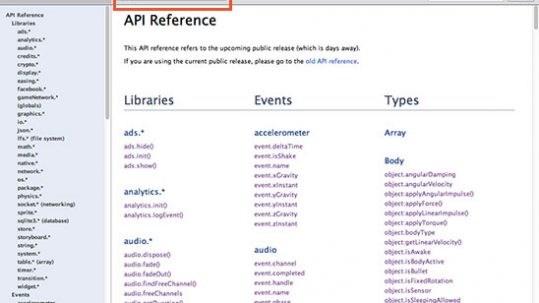 API Reference
Libraries
ads.*
analytics.*
audio.*
credits.*
crypto.*
display.*
easing.*
facebook.*
gameNetwork.*
(globals)
graphics.*
io.*
json.*
lfs.* (file system)
math.*
media.*
native.*
network.*
os.*
package.*
physics.*
socket.* (networking)
sprite.*
sqlite3.* (database)
store.*
storyboard.*
string.*
system.*
table.* (array)
timer.*
transition.*
widget.*
API Reference
This API reference refers to the upcoming public release (which is days away).
If you are using the current public release, please go to the old API reference.
Libraries
ads.*
ads.hide()
ads.init()
ads.show()
analytics.*
analytics.init()
analytics.logEvent()
audio.*
audio.dispose()
audio.fade()
audio.fadeOut()
audio.findFreeChannel()
audio.freeChannels
Events
accelerometer
event.deltaTime
event.isShake
event.name
event.xGravity
event.xInstant
event.yGravity
event.yInstant
event.zGravity
event.zInstant
audio
event.channel
event.completed
event.handle
event.name
event.phase
Types
Array
Body
object.angularDamping
object.angularVelocity
object:applyAngularImpulse()
object:applyForce()
object:applyLinearImpulse()
object:applyTorque()
object.bodyType
object:getLinearVelocity()
object.isAwake
object.isBodyActive
object.isBullet
object.isFixedRotation
object.isSensor
object.isSleepingAllowed